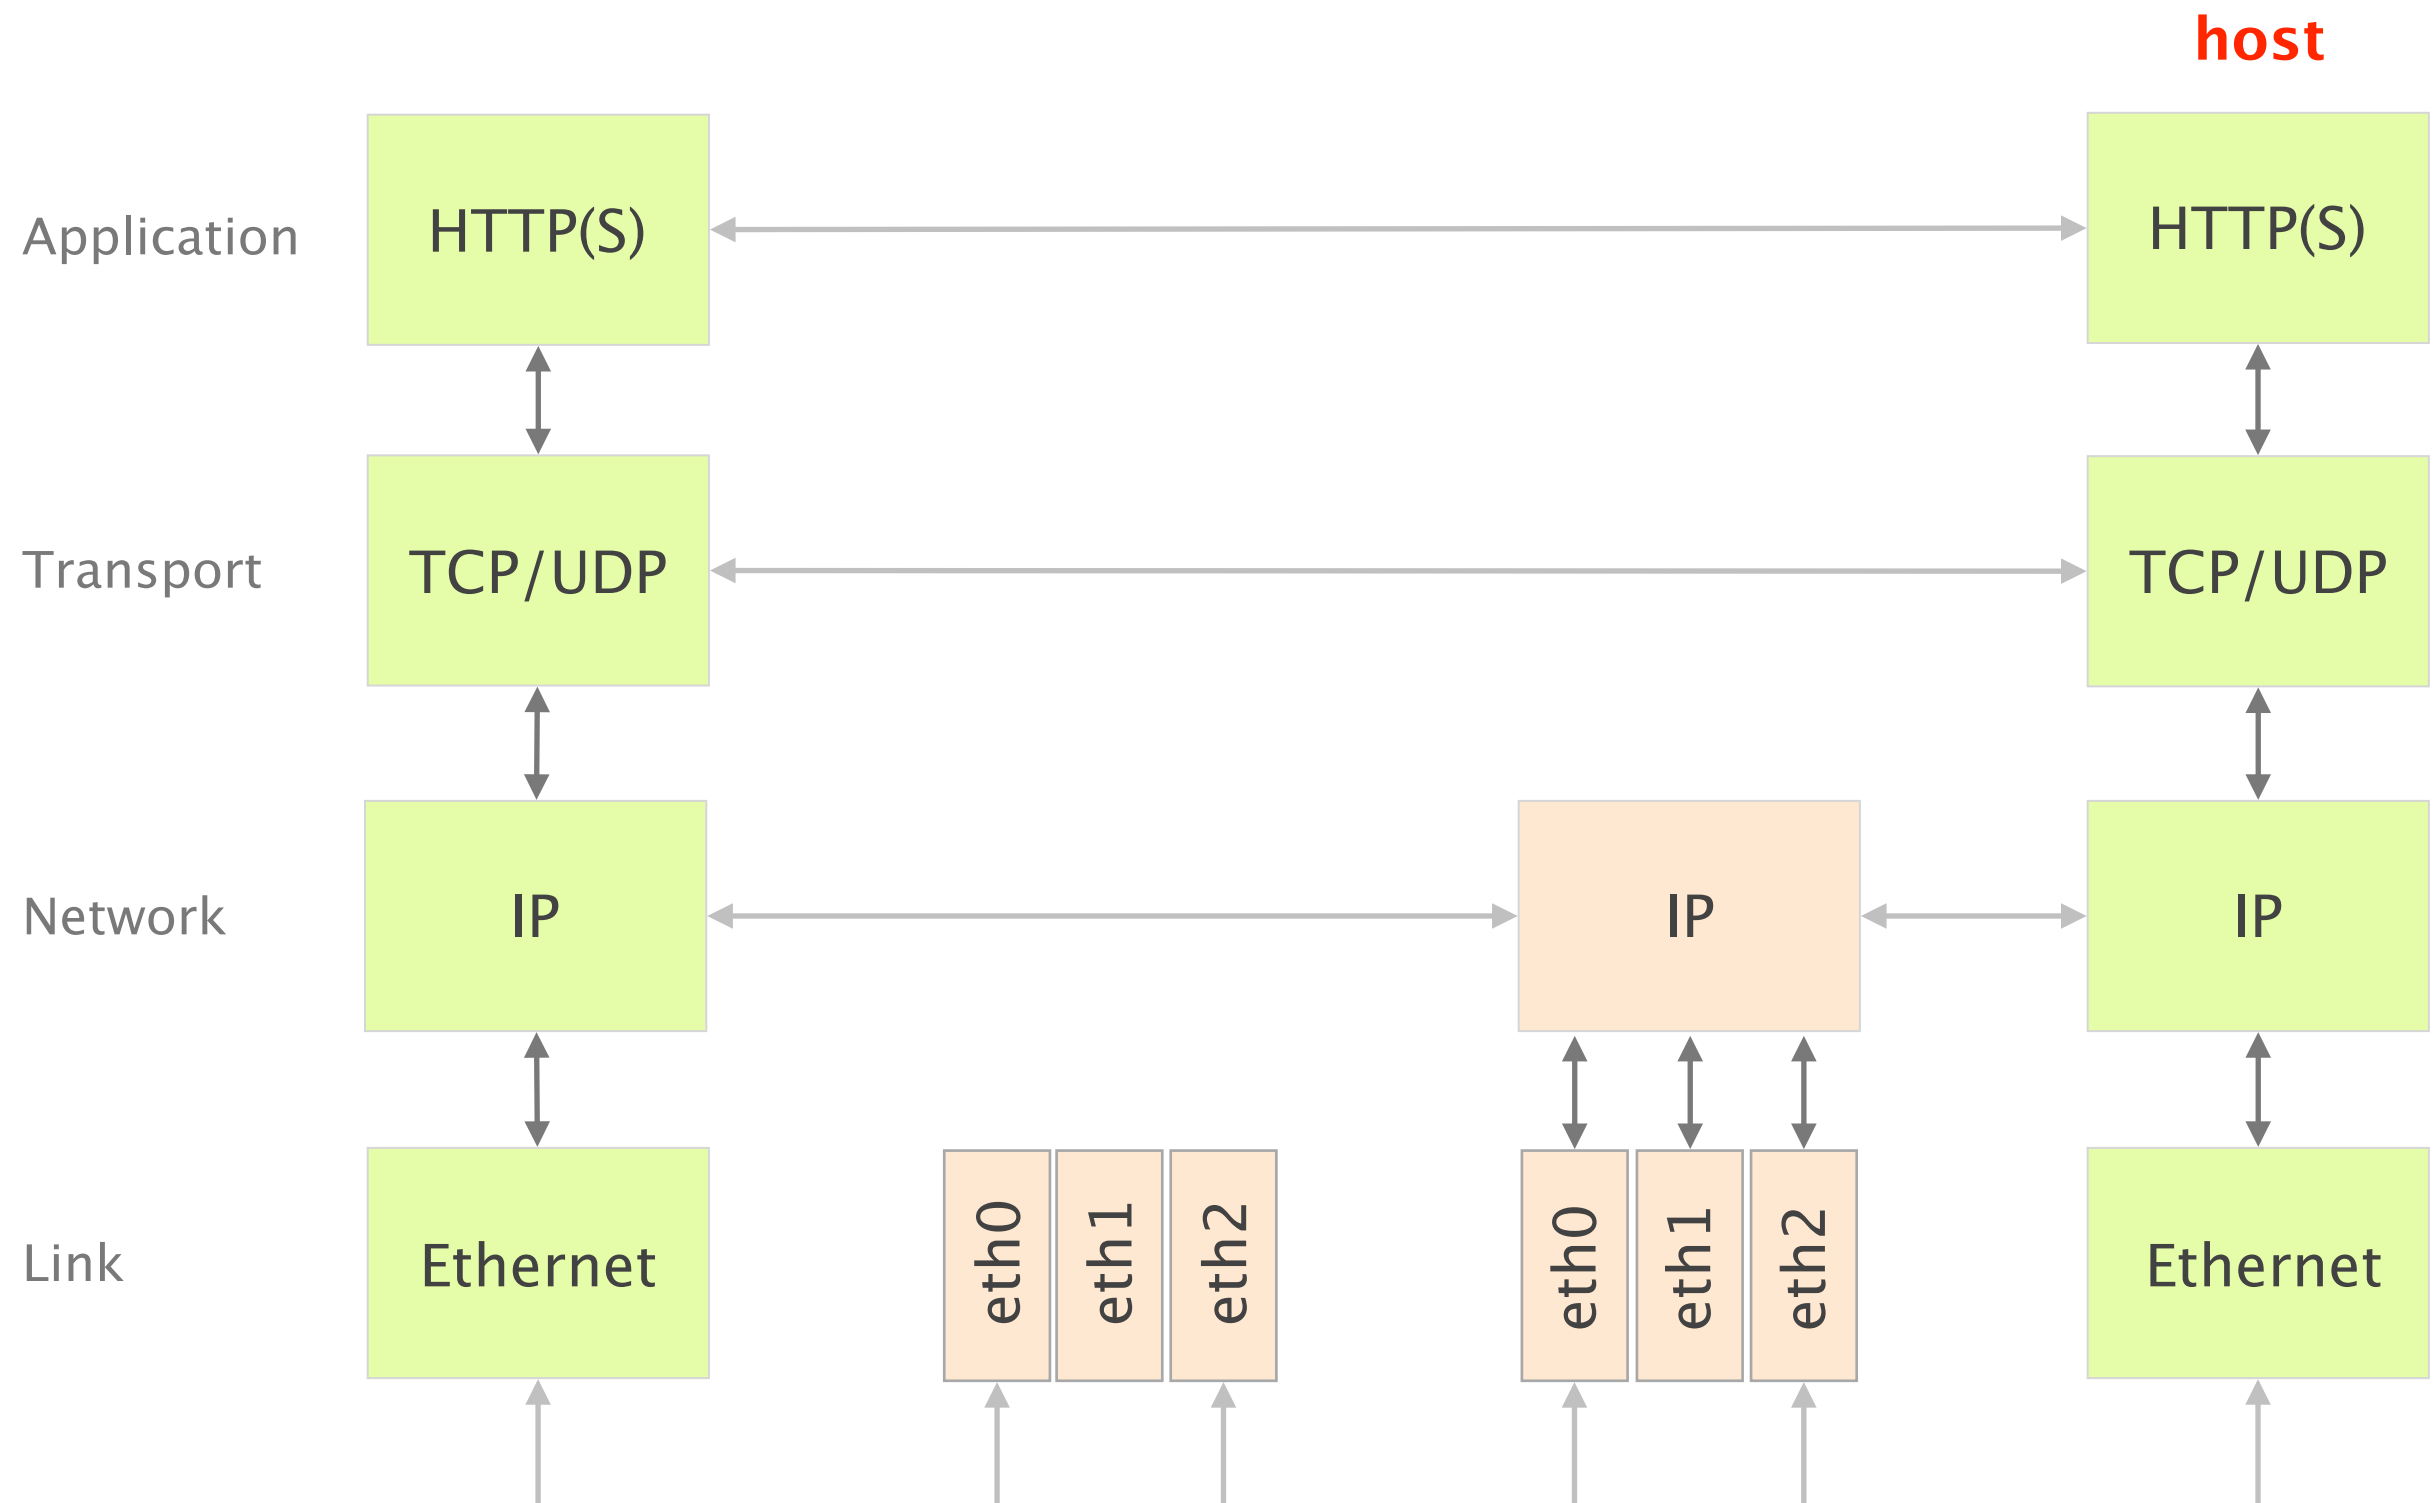 host
Application
HTTP(S)
HTTP(S)
Transport
TCP/UDP
TCP/UDP
Network
IP
IP
IP
Link
Ethernet
eth0
eth1
eth2
eth0
eth1
eth2
Ethernet